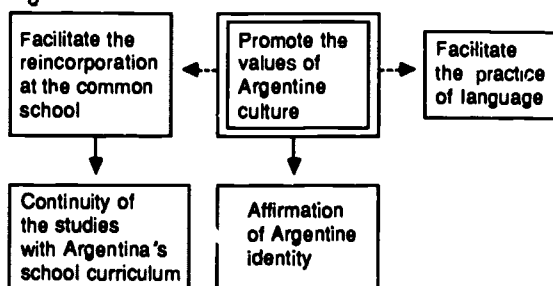 Facilitate the
reincorporation
at the common
school
Promote the
values of
Argentine
culture
Facilitate
the practice
of language
Continuity of
the studies
with Argentina's
school curriculum
Affirmation
of Argentine
identity